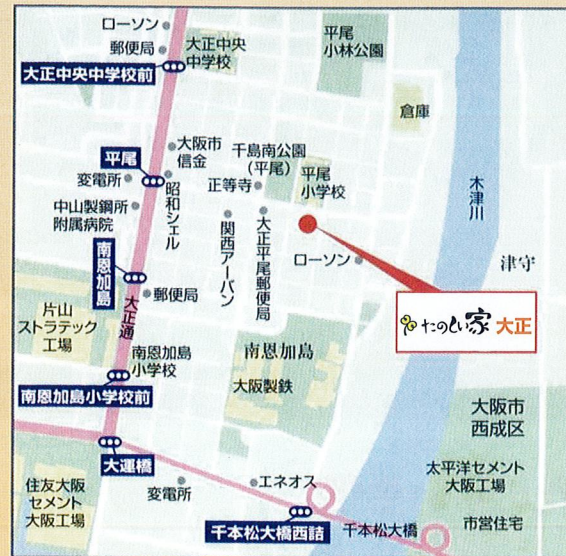 ローソン
郵便局
大正中央中学校前
大正中央
中学校
平尾
小林公園
倉庫
大阪市
信金
平尾
変電所
昭和シェル
千島南公園
(平尾)
正等寺
平尾
小学校
中山製鋼所
附属病院
関西アーバン
大正平尾郵便局
木津川
津守
ローソン
南恩加島
大正通
郵便局
たのしい家 大正
片山
ストラテック
工場
南恩加島
小学校
南恩加島
大阪製鉄
南恩加島小学校前
大阪市
西成区
大運橋
住友大阪
セメント
大阪工場
変電所
エネオス
太平洋セメント
大阪工場
千本松大橋西詰
千本松大橋
市営住宅